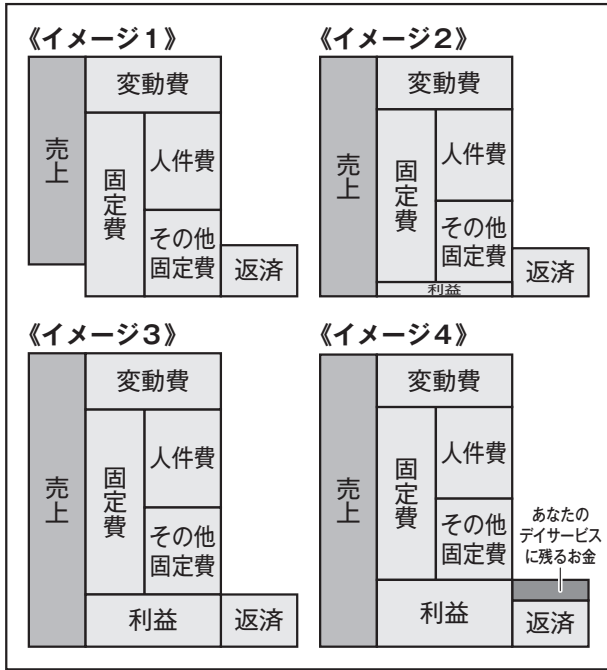 《イメージ1》
変動費
売上
固定費
人件費
その他
固定費
返済
《イメージ2》
変動費
売上
固定費
人件費
その他
固定費
返済
利益
《イメージ3》
変動費
売上
固定費
人件費
その他
固定費
利益
返済
《イメージ4》
変動費
売上
固定費
人件費
その他
固定費
あなたの
デイサービス
に残るお金
利益
返済